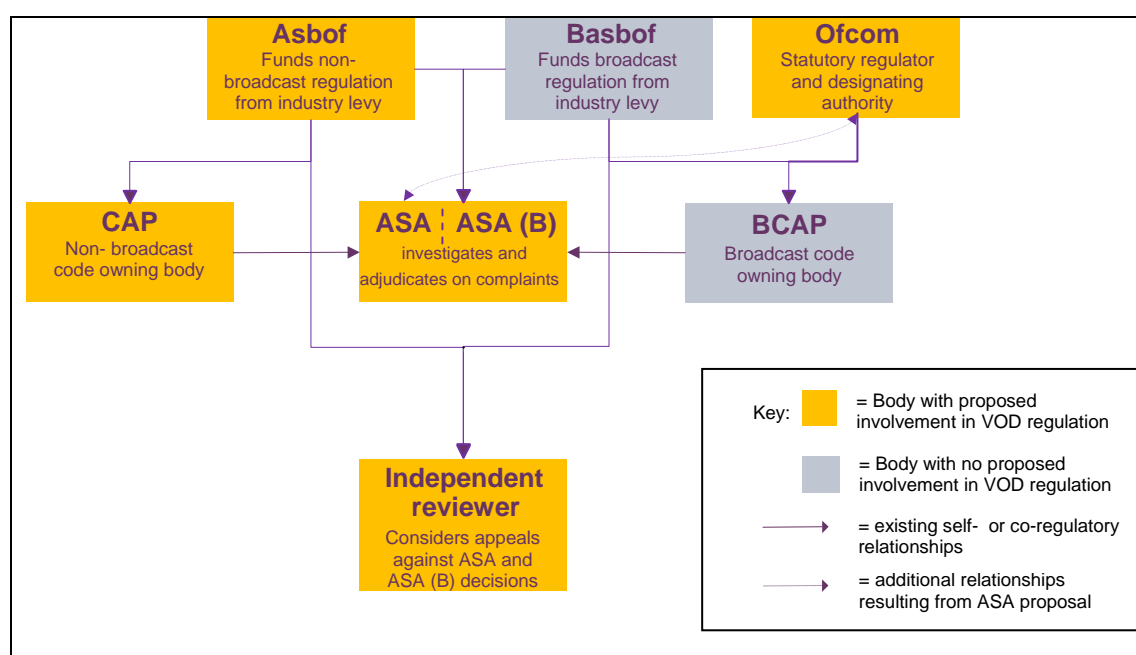 Asbof
Funds non-
broadcast regulation
from industry levy
Basbof
Funds broadcast
regulation from
industry levy
Ofcom
Statutory regulator
and designating
authority
CAP
Non- broadcast
code owning body
ASA ASA (B)
investigates and
adjudicates on complaints
BCAP
Broadcast code
owning body
Independent
reviewer
Considers appeals
against ASA and
ASA (B) decisions
Key:
= Body with proposed
involvement in VOD regulation
= Body with no proposed
involvement in VOD regulation
= existing self- or co-regulatory
relationships
= additional relationships
resulting from ASA proposal